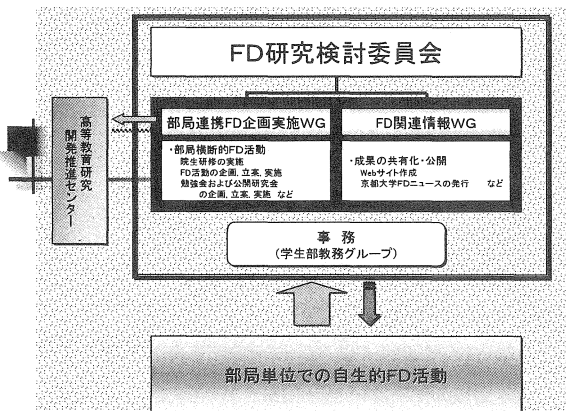 FD研究検討委員会
高等教育研究
開発推進センター
部局連携FD企画実施WG
・部局横断的FD活動
院生研修の実施
FD活動の企画、立案、実施
勉強会および公開研究会
の企画、立案、実施 など
FD関連情報WG
・成果の共有化・公開
Webサイト作成
京都大学FDニュースの発行 など
事 務
(学生部教務グループ)
部局単位での自生的FD活動